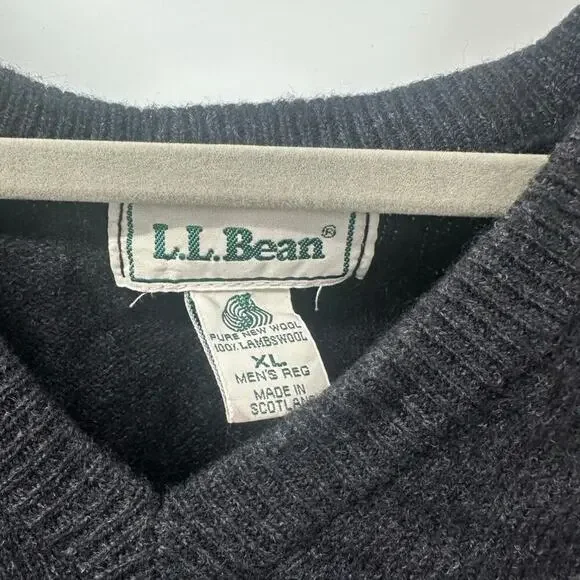 L.L.Bean®
PURE NEW WOOL
100% LAMBSWOOL
XL
MEN'S REG
MADE IN
SCOTLAND